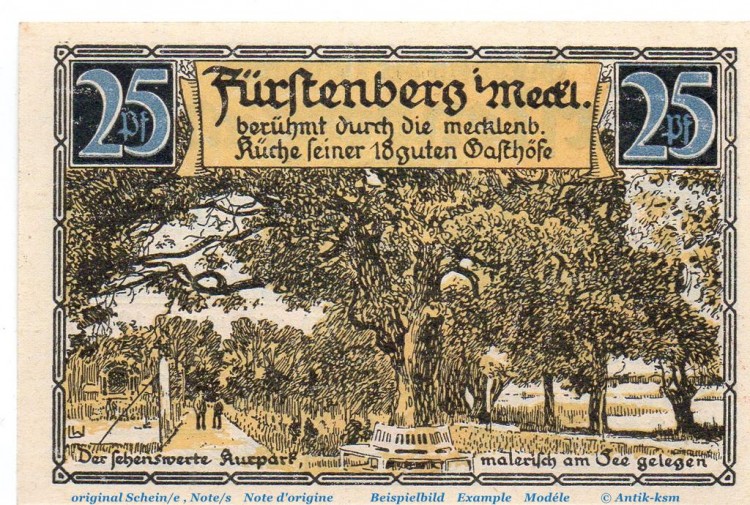 25 Pf
Fürstenberg i/Meckl.
25 Pf
berühmt durch die mecklenb.
Küche seiner 18 guten Gasthöfe
Der sehenswerte Kurpark, malerisch am See gelegen
original Schein/e , Note/s Note d'origine Beispielbild Example Modéle © Antik-ksm